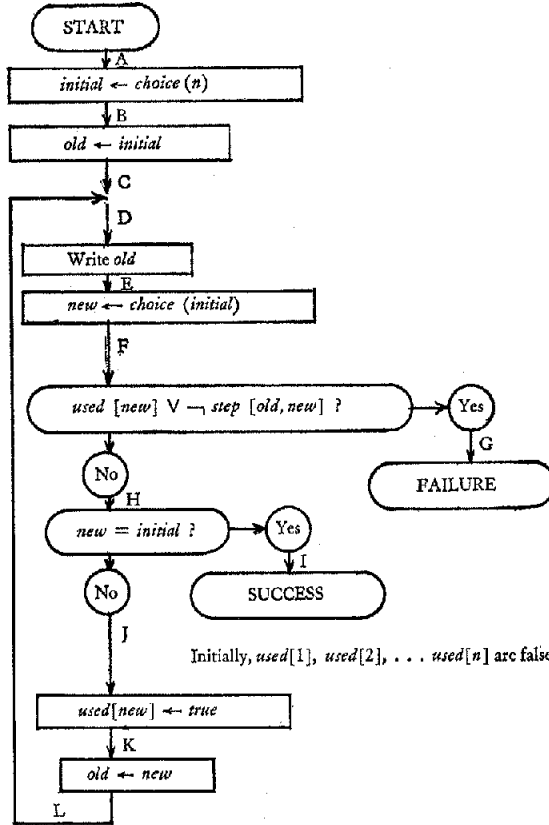 START
A
initial ← choice (n)
B
old ← initial
C
D
Write old
E
new ← choice (initial)
F
used [new] ∨ ¬ step [old, new] ?
Yes
G
FAILURE
No
H
new = initial ?
Yes
I
SUCCESS
No
J
Initially, used[1], used[2], . . . used[n] are false
used[new] ← true
K
old ← new
L